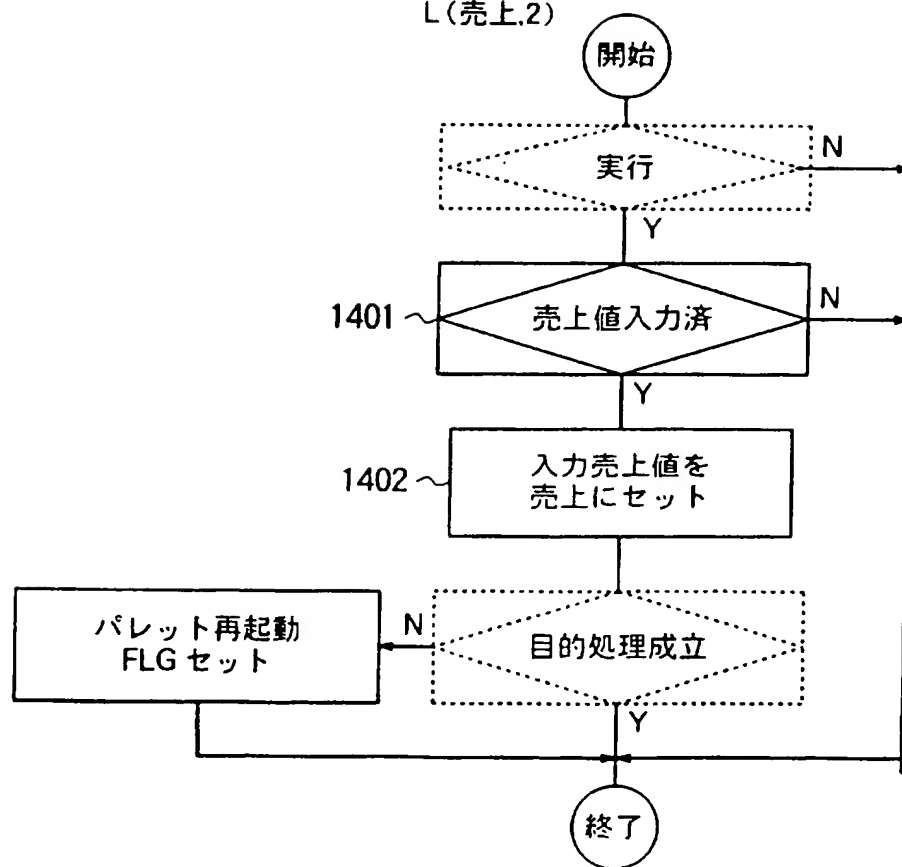 L(売上,2)
開始
実行
N
Y
1401
売上値入力済
N
Y
1402
入力売上値を
売上にセット
パレット再起動
FLG セット
N
目的処理成立
Y
終了